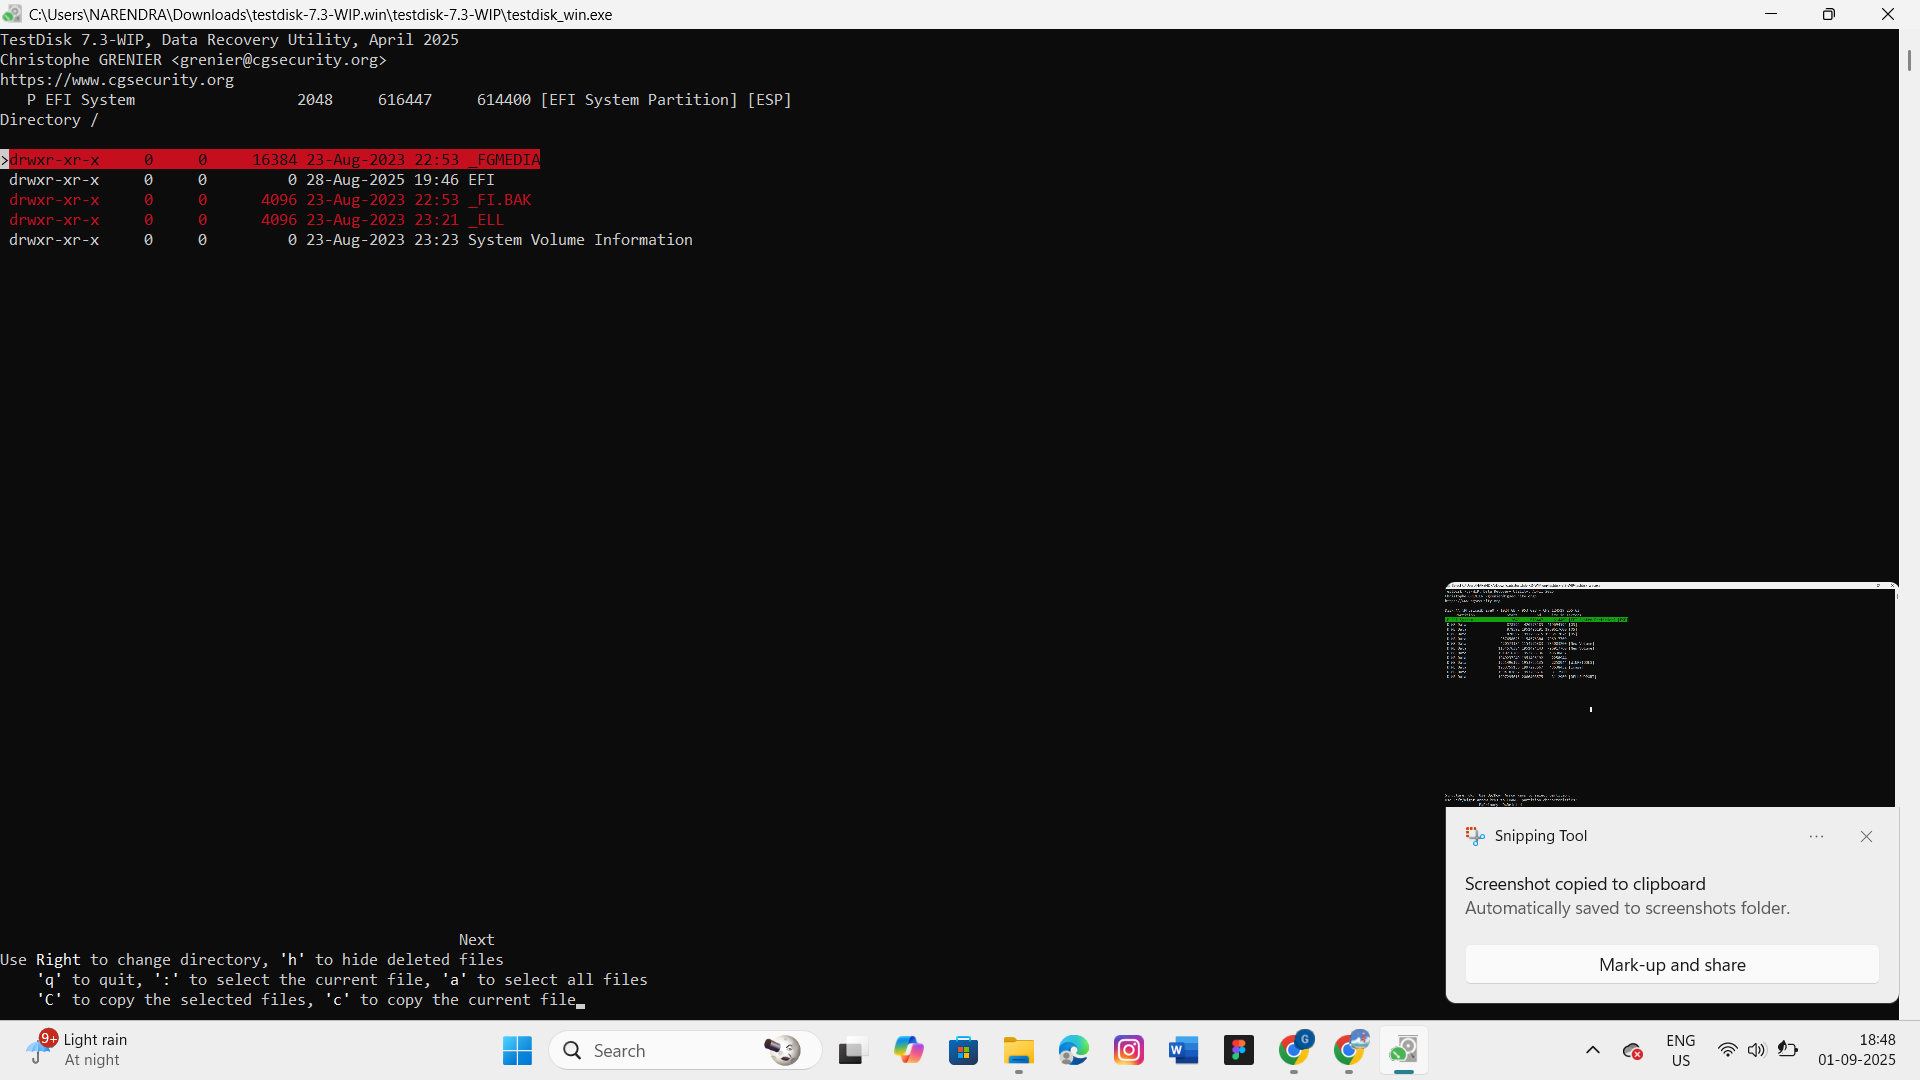 C:\Users\NARENDRA\Downloads\testdisk-7.3-WIP.win\testdisk-7.3-WIP\testdisk_win.exe
TestDisk 7.3-WIP, Data Recovery Utility, April 2025
Christophe GRENIER <grenier@cgsecurity.org>
https://www.cgsecurity.org
P EFI System 2048 616447 614400 [EFI System Partition] [ESP]
Directory /
>drwxr-xr-x 0 0 16384 23-Aug-2023 22:53 _FGMEDIA
drwxr-xr-x 0 0 0 28-Aug-2025 19:46 EFI
drwxr-xr-x 0 0 4096 23-Aug-2023 22:53 _FI.BAK
drwxr-xr-x 0 0 4096 23-Aug-2023 23:21 _ELL
drwxr-xr-x 0 0 0 23-Aug-2023 23:23 System Volume Information
Next
Use Right to change directory, 'h' to hide deleted files
'q' to quit, ':' to select the current file, 'a' to select all files
'C' to copy the selected files, 'c' to copy the current file_
Snipping Tool
Screenshot copied to clipboard
Automatically saved to screenshots folder.
Mark-up and share
9+
Light rain
At night
Search
G
ENG
US
18:48
01-09-2025